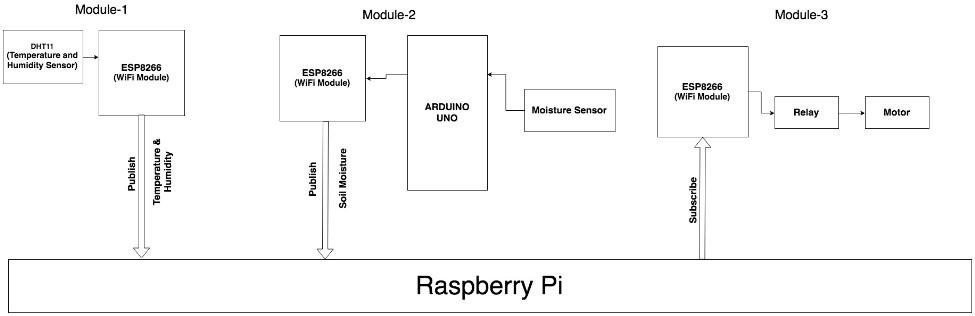 Module-1
DHT11
(Temperature and
Humidity Sensor)
ESP8266
(WiFi Module)
Publish
Temperature &
Humidity
Module-2
ESP8266
(WiFi Module)
ARDUINO
UNO
Moisture Sensor
Publish
Soil Moisture
Module-3
ESP8266
(WiFi Module)
Relay
Motor
Subscribe
Raspberry Pi